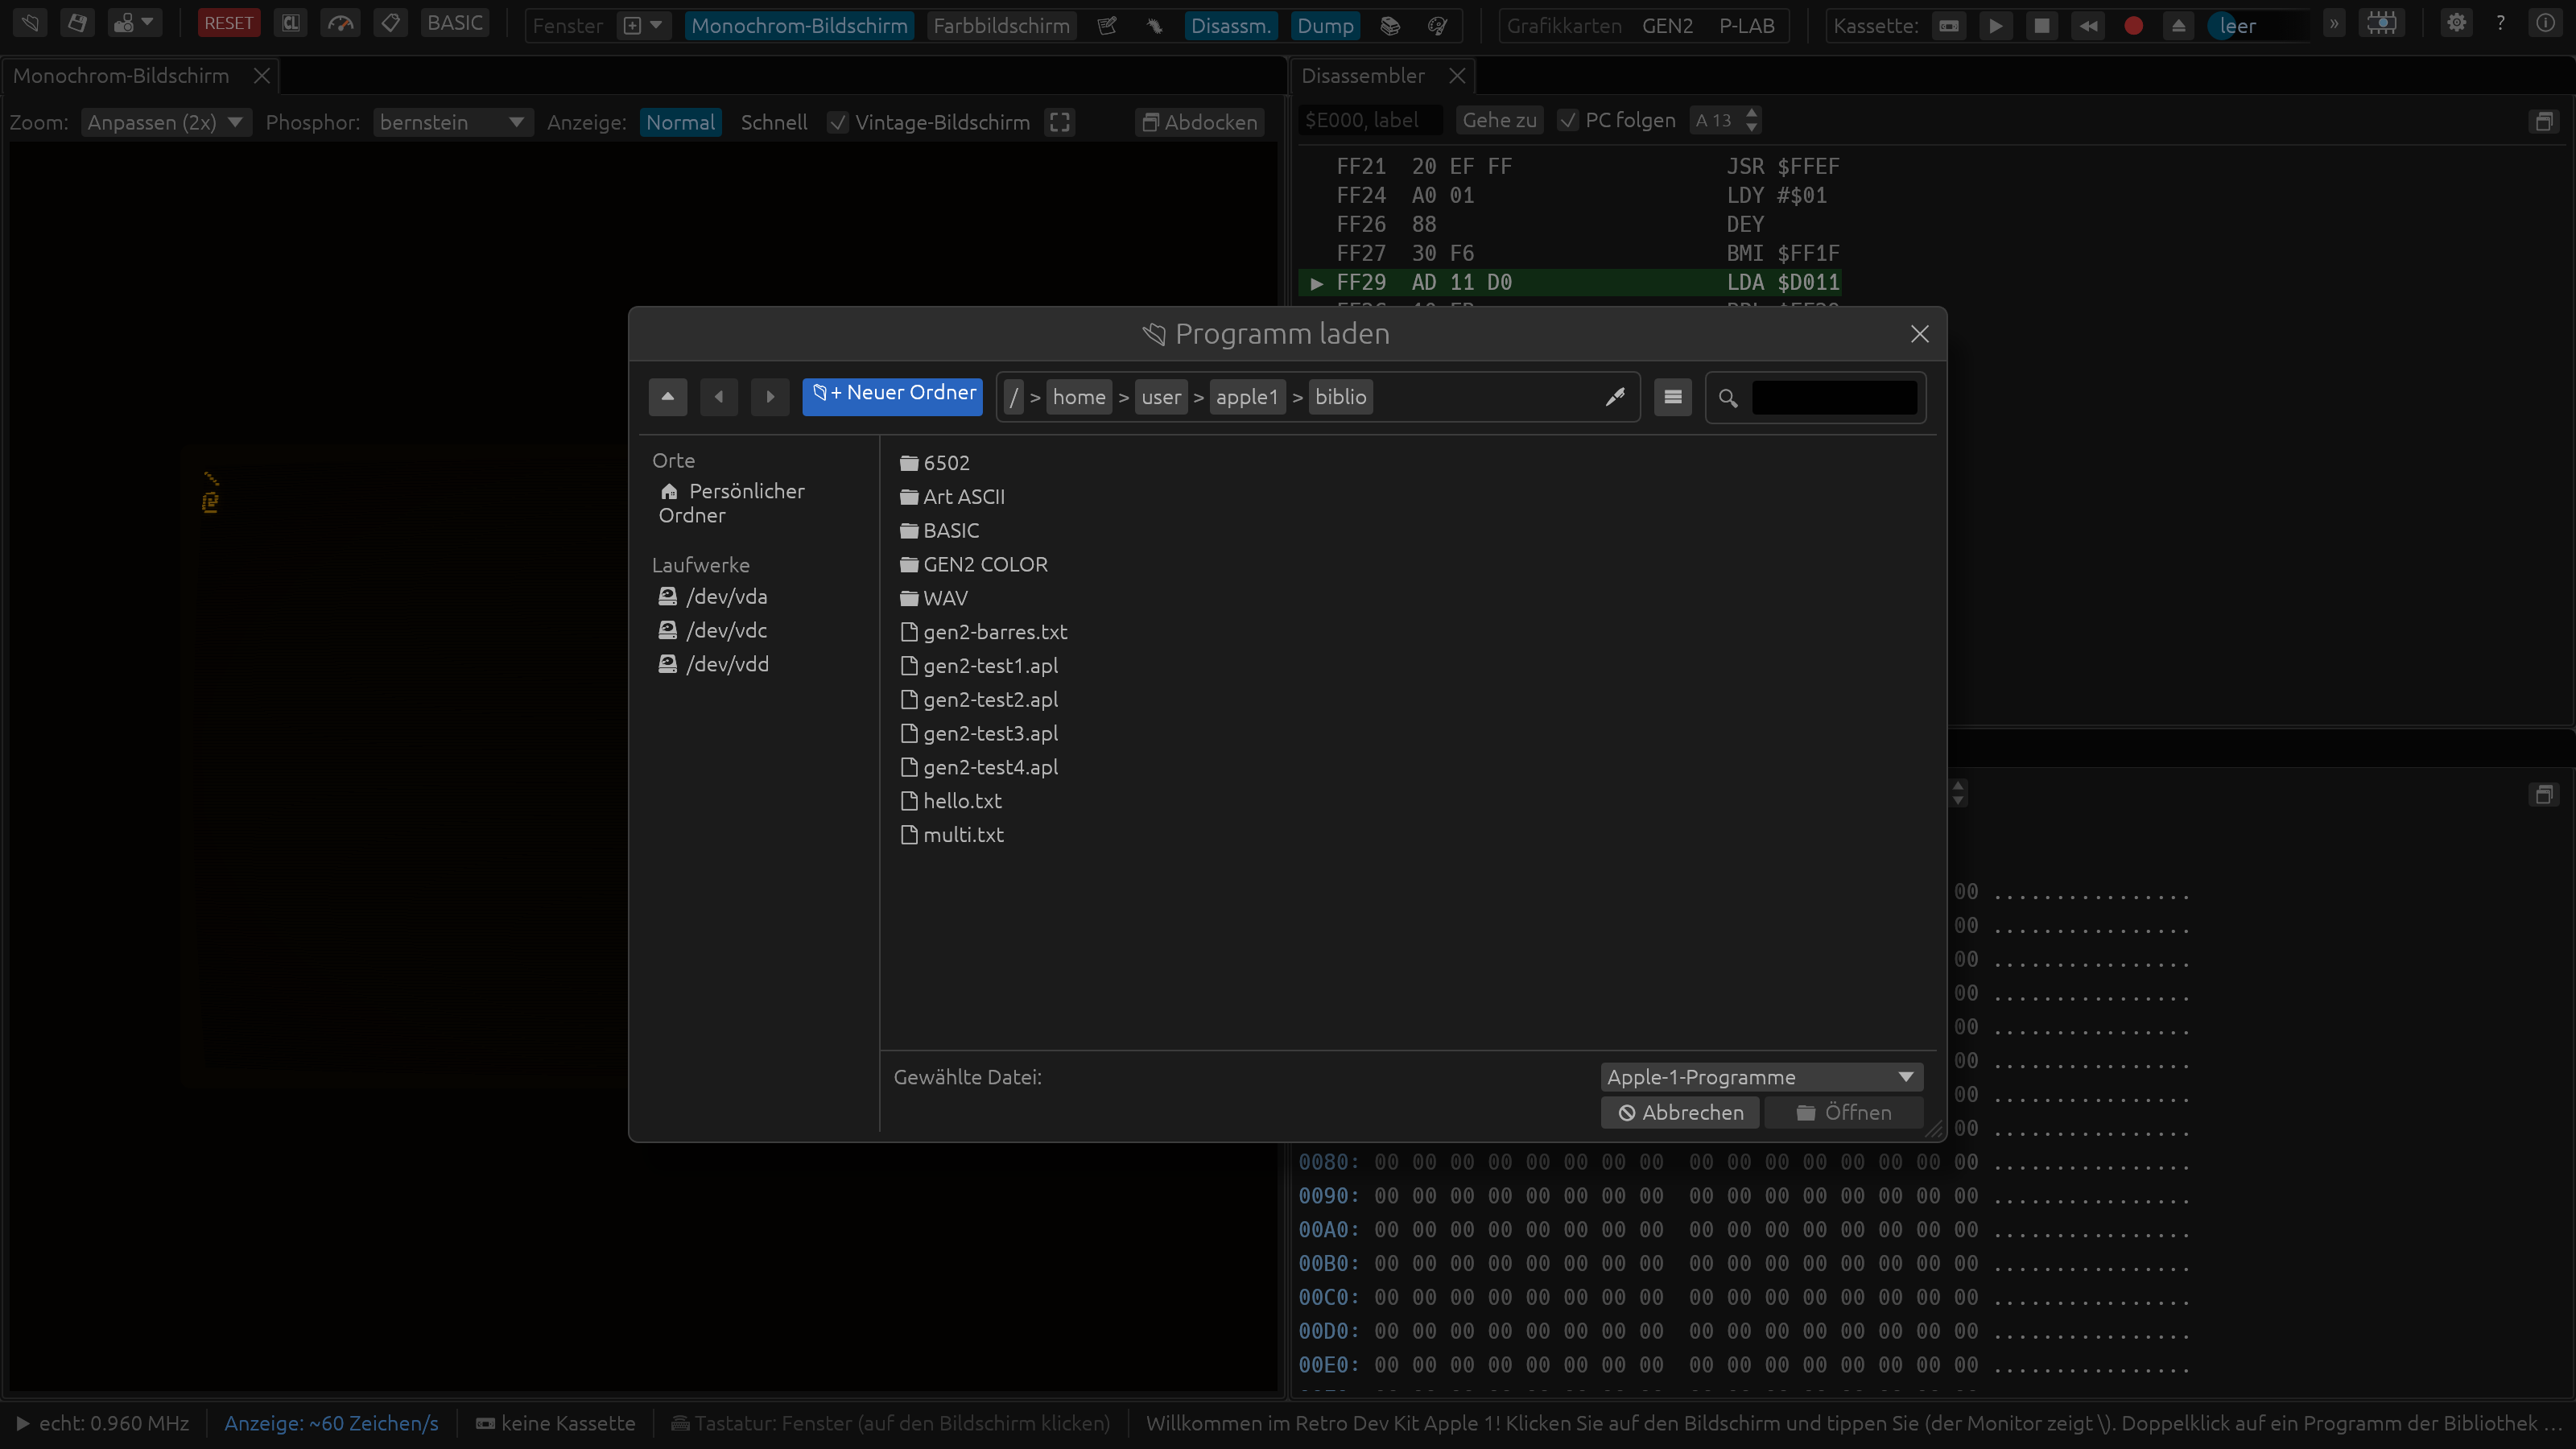 RESET BASIC Fenster Monochrom-Bildschirm Farbbildschirm Disassm. Dump Grafikkarten GEN2 P-LAB Kassette: leer » ?
Monochrom-Bildschirm
Zoom: Anpassen (2x) Phosphor: bernstein Anzeige: Normal Schnell Vintage-Bildschirm Abdocken
\
@
Disassembler
$E000, label Gehe zu PC folgen A 13
FF21 20 EF FF JSR $FFEF
FF24 A0 01 LDY #$01
FF26 88 DEY
FF27 30 F6 BMI $FF1F
▶ FF29 AD 11 D0 LDA $D011
Programm laden
+ Neuer Ordner / > home > user > apple1 > biblio
Orte
Persönlicher
Ordner
Laufwerke
/dev/vda
/dev/vdc
/dev/vdd
6502
Art ASCII
BASIC
GEN2 COLOR
WAV
gen2-barres.txt
gen2-test1.apl
gen2-test2.apl
gen2-test3.apl
gen2-test4.apl
hello.txt
multi.txt
Gewählte Datei: Apple-1-Programme
Abbrechen Öffnen
00 ................
00 ................
00 ................
00 ................
00 ................
00 ................
00 ................
00 ................
0080: 00 00 00 00 00 00 00 00 00 00 00 00 00 00 00 00 ................
0090: 00 00 00 00 00 00 00 00 00 00 00 00 00 00 00 00 ................
00A0: 00 00 00 00 00 00 00 00 00 00 00 00 00 00 00 00 ................
00B0: 00 00 00 00 00 00 00 00 00 00 00 00 00 00 00 00 ................
00C0: 00 00 00 00 00 00 00 00 00 00 00 00 00 00 00 00 ................
00D0: 00 00 00 00 00 00 00 00 00 00 00 00 00 00 00 00 ................
00E0: 00 00 00 00 00 00 00 00 00 00 00 00 00 00 00 00 ................
echt: 0.960 MHz Anzeige: ~60 Zeichen/s keine Kassette Tastatur: Fenster (auf den Bildschirm klicken) Willkommen im Retro Dev Kit Apple 1! Klicken Sie auf den Bildschirm und tippen Sie (der Monitor zeigt \). Doppelklick auf ein Programm der Bibliothek ...